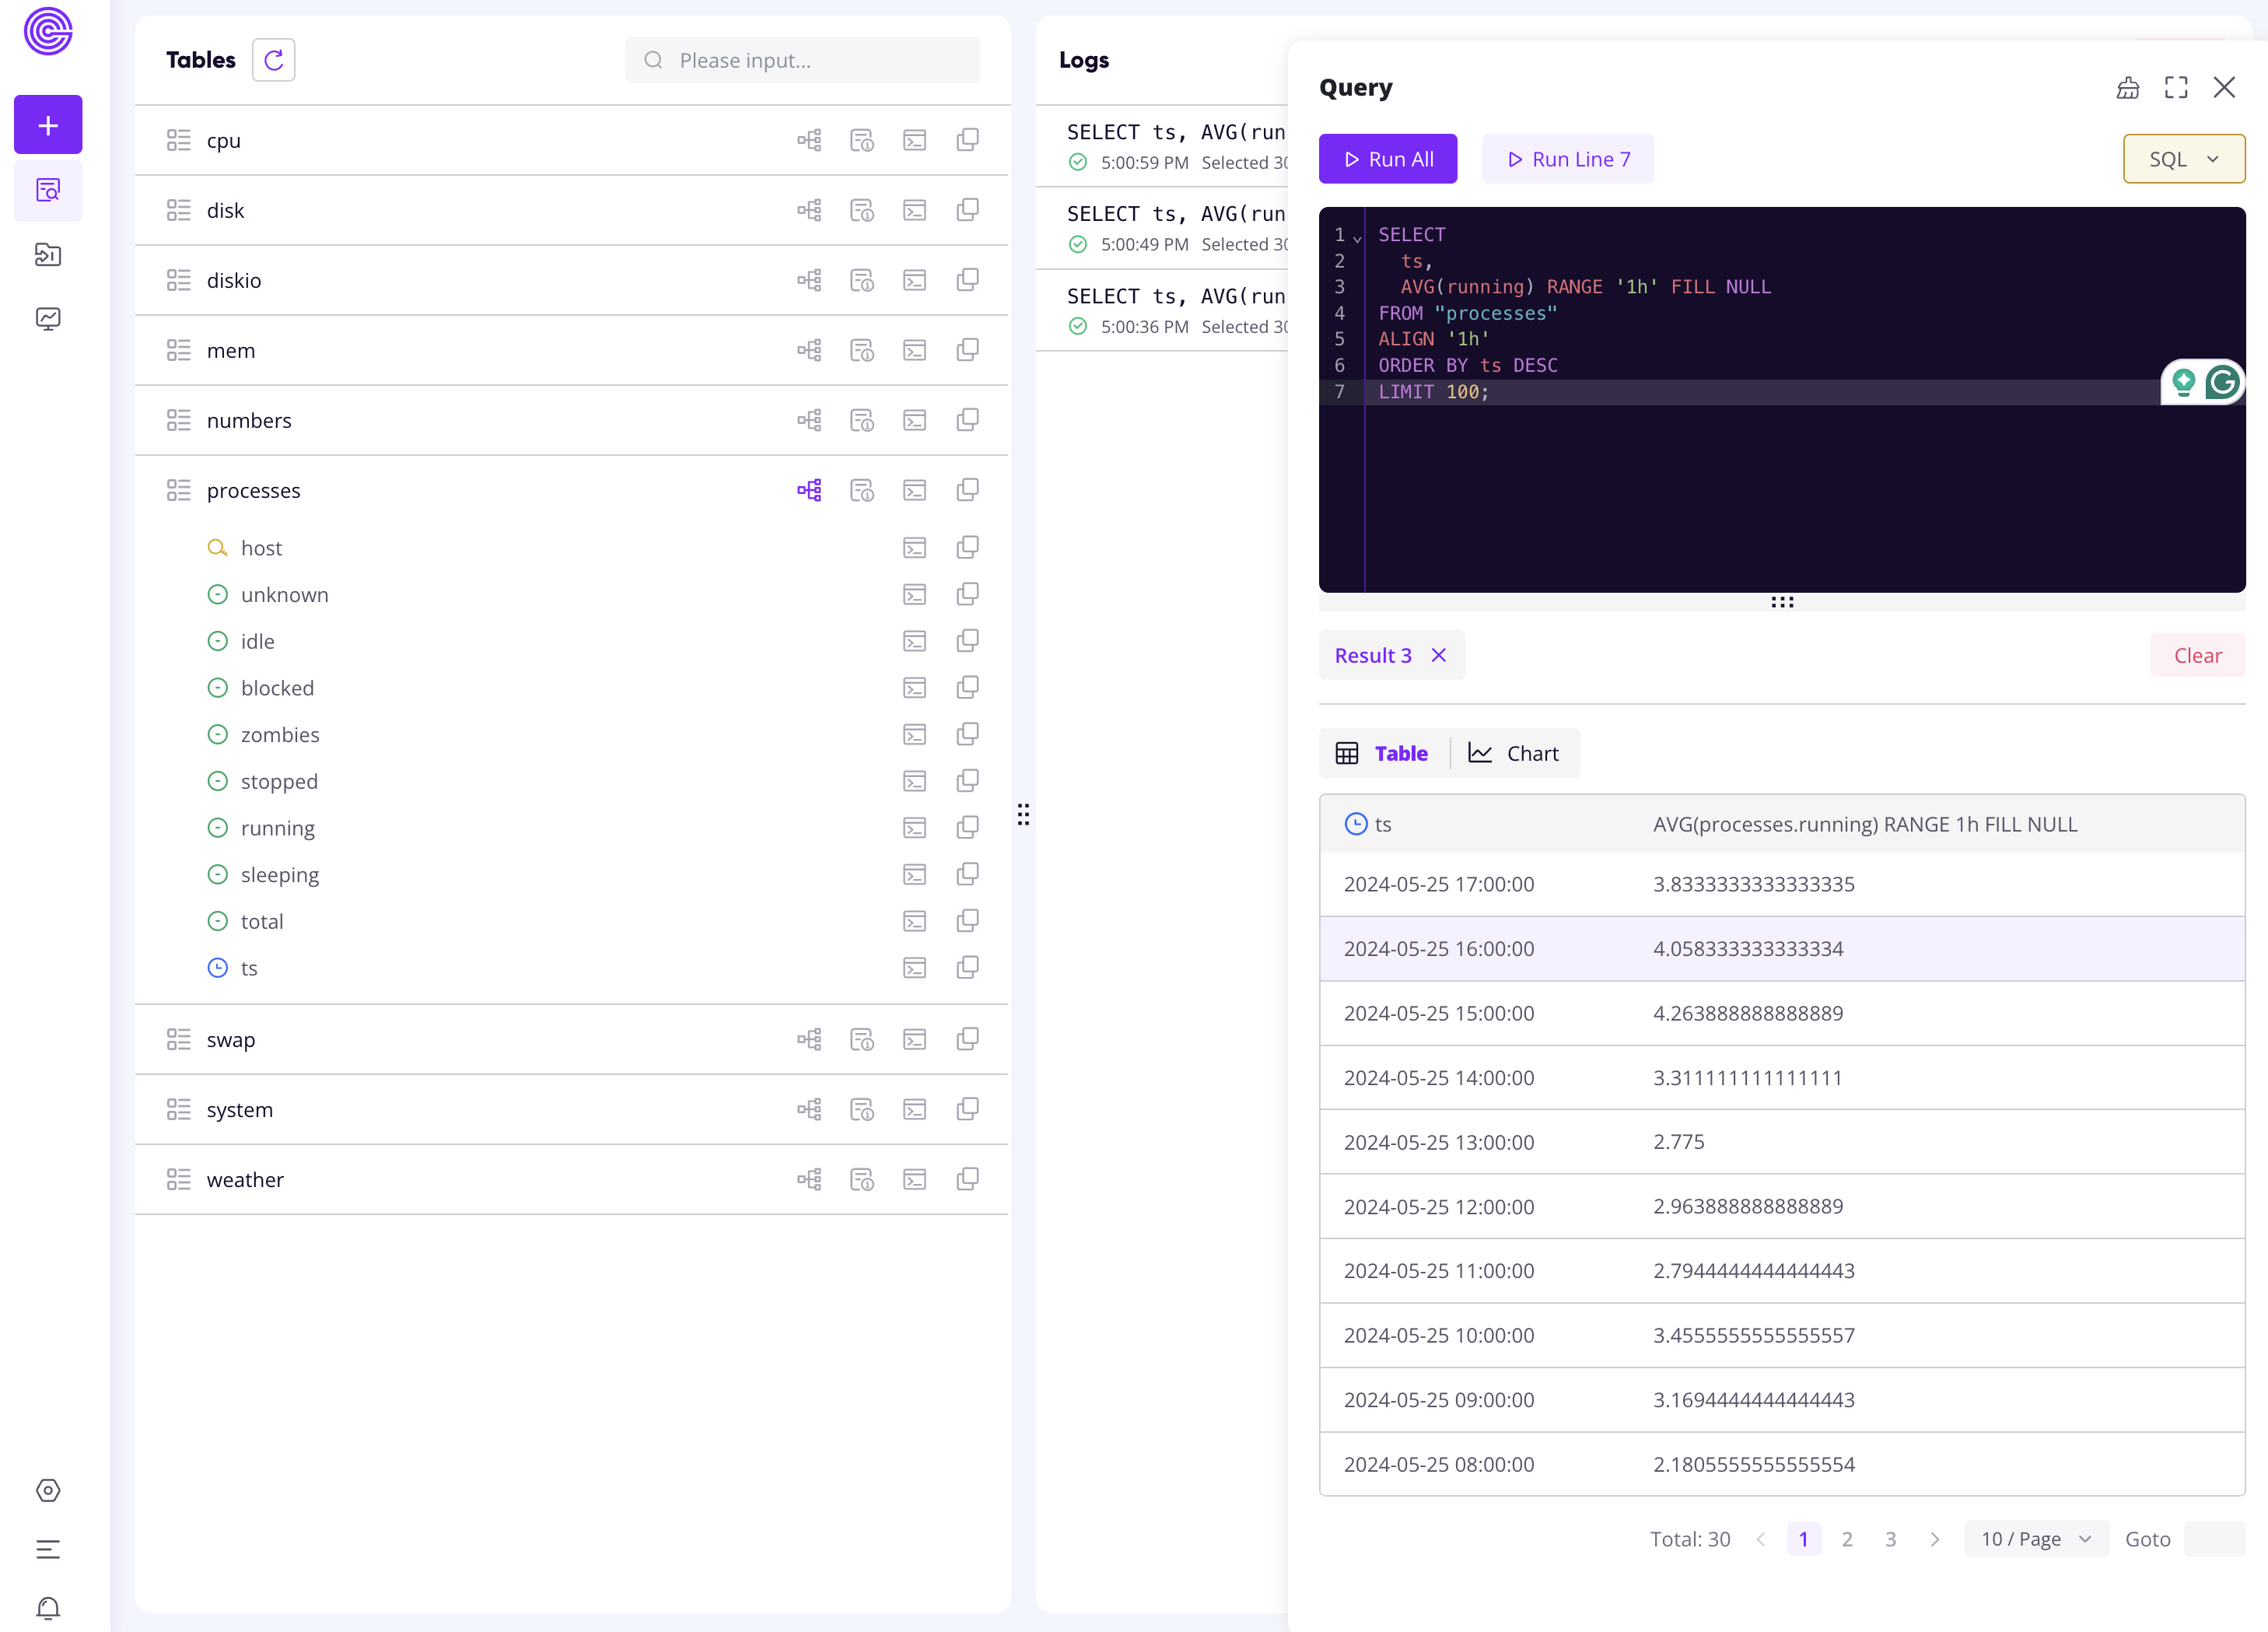 Tables
Please input...
cpu
disk
diskio
mem
numbers
processes
host
unknown
idle
blocked
zombies
stopped
running
sleeping
total
ts
swap
system
weather
Logs
SELECT ts, AVG(run
5:00:59 PM Selected 30
SELECT ts, AVG(run
5:00:49 PM Selected 30
SELECT ts, AVG(run
5:00:36 PM Selected 30
Query
Run All
Run Line 7
SQL
1 SELECT
2 ts,
3 AVG(running) RANGE '1h' FILL NULL
4 FROM "processes"
5 ALIGN '1h'
6 ORDER BY ts DESC
7 LIMIT 100;
Result 3
Clear
Table
Chart
ts AVG(processes.running) RANGE 1h FILL NULL
2024-05-25 17:00:00 3.8333333333333335
2024-05-25 16:00:00 4.058333333333334
2024-05-25 15:00:00 4.263888888888889
2024-05-25 14:00:00 3.311111111111111
2024-05-25 13:00:00 2.775
2024-05-25 12:00:00 2.963888888888889
2024-05-25 11:00:00 2.7944444444444443
2024-05-25 10:00:00 3.4555555555555557
2024-05-25 09:00:00 3.1694444444444443
2024-05-25 08:00:00 2.1805555555555554
Total: 30 1 2 3 10 / Page Goto